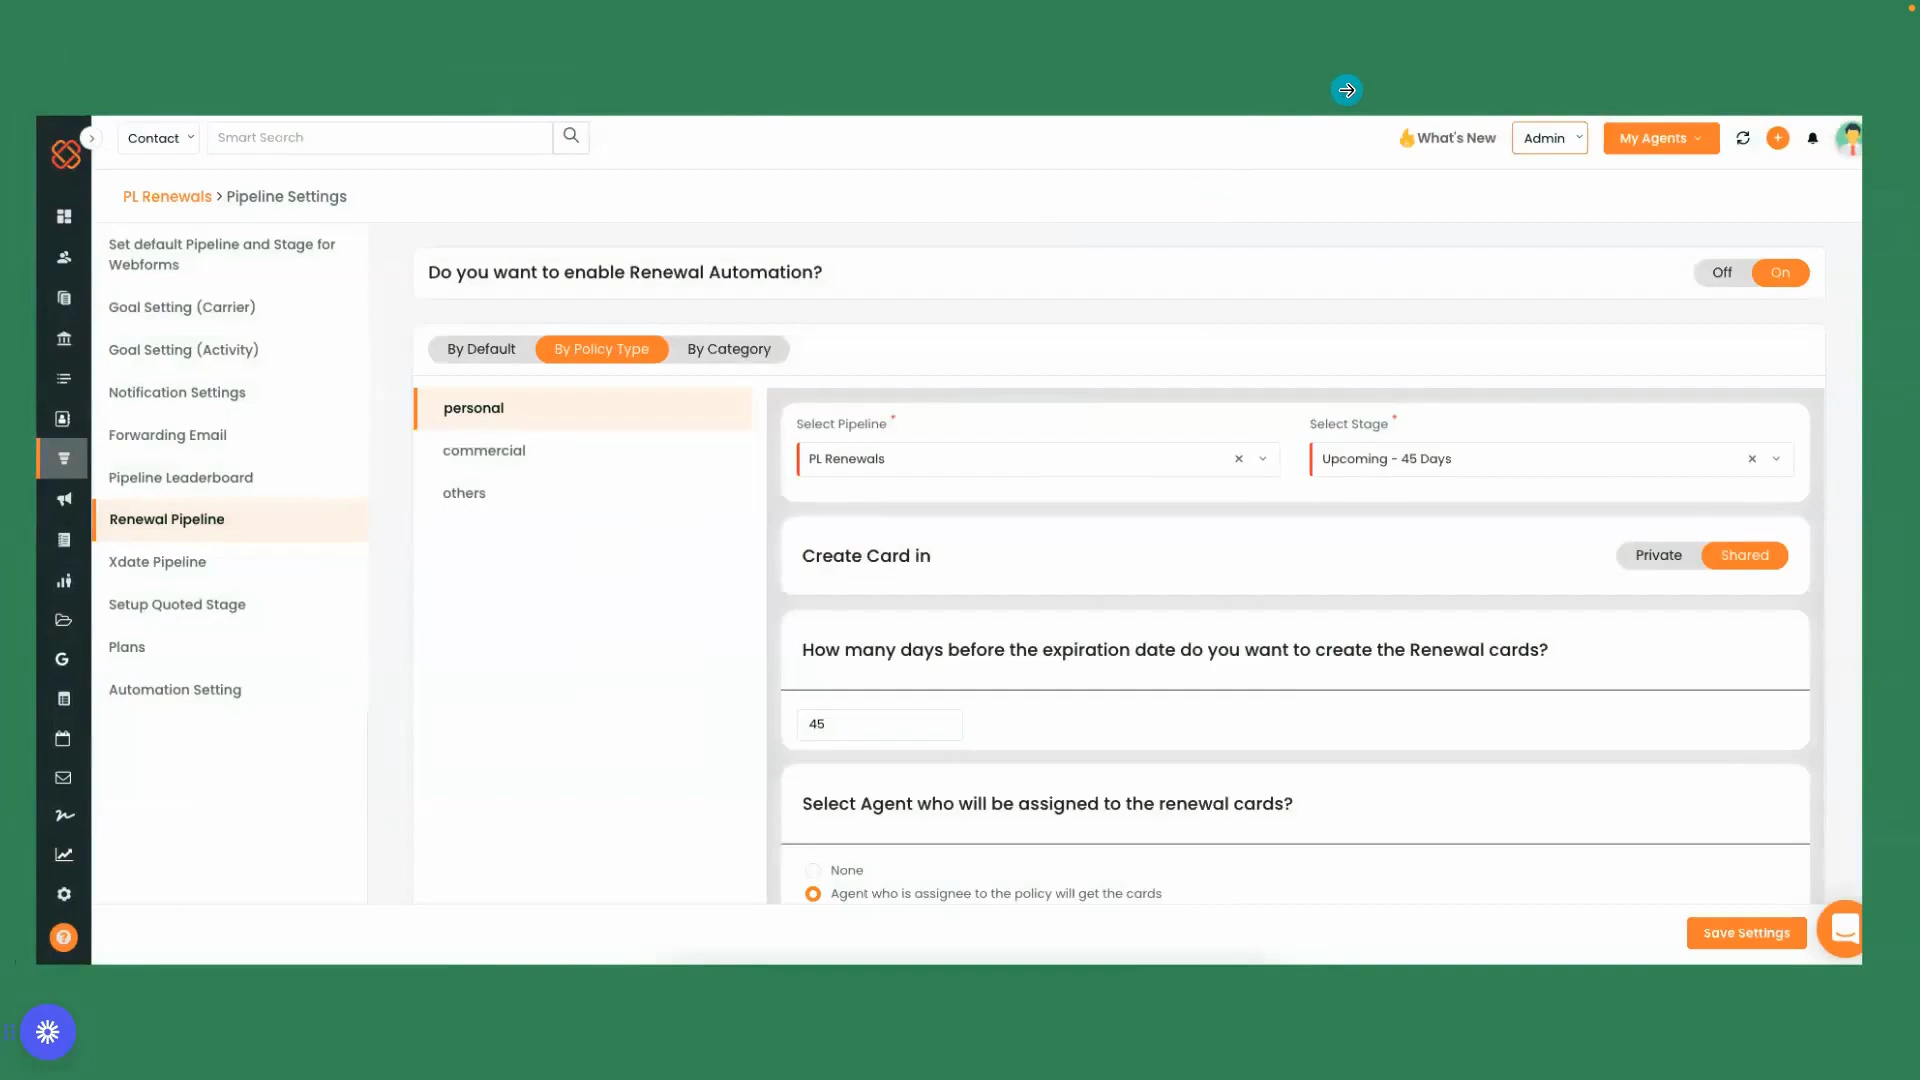 Contact
Smart Search
What's New
Admin
My Agents
PL Renewals > Pipeline Settings
Set default Pipeline and Stage for
Webforms
Goal Setting (Carrier)
Goal Setting (Activity)
Notification Settings
Forwarding Email
Pipeline Leaderboard
Renewal Pipeline
Xdate Pipeline
Setup Quoted Stage
Plans
Automation Setting
Do you want to enable Renewal Automation?
Off On
By Default By Policy Type By Category
personal
commercial
others
Select Pipeline *
PL Renewals
Select Stage *
Upcoming - 45 Days
Create Card in
Private Shared
How many days before the expiration date do you want to create the Renewal cards?
45
Select Agent who will be assigned to the renewal cards?
None
Agent who is assignee to the policy will get the cards
Save Settings